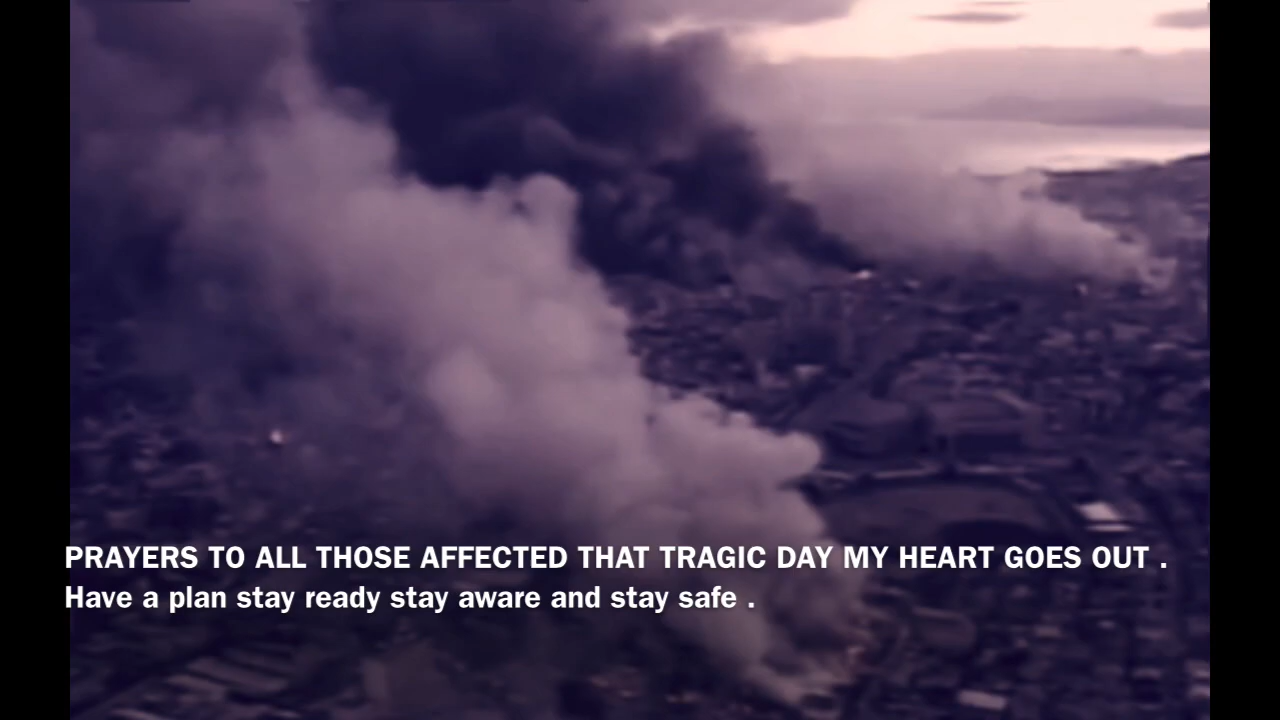 PRAYERS TO ALL THOSE AFFECTED THAT TRAGIC DAY MY HEART GOES OUT .
Have a plan stay ready stay aware and stay safe .